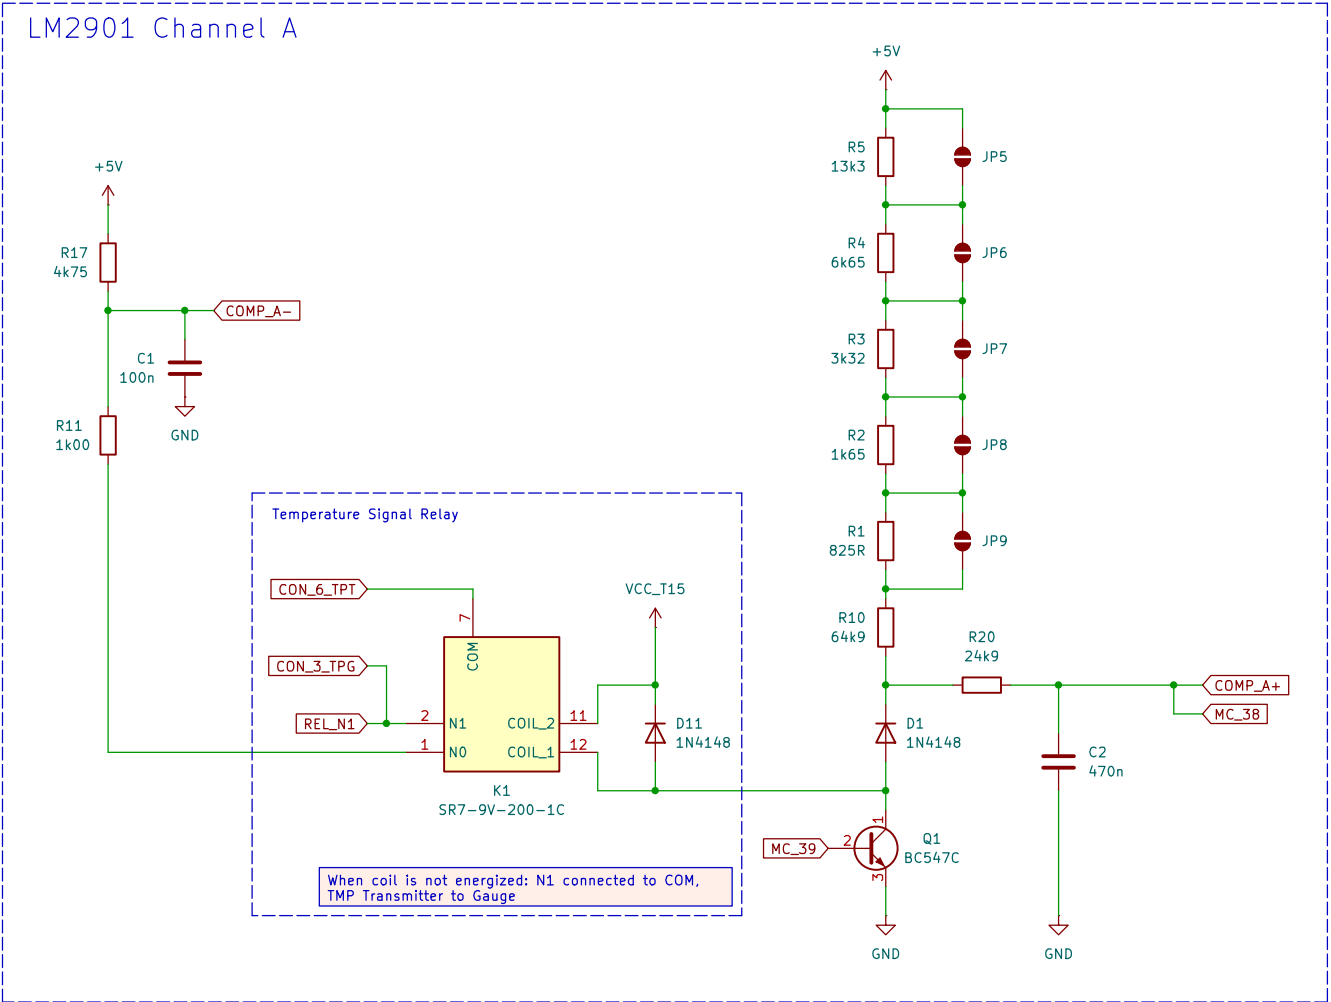 LM2901 Channel A
+5V
R5
13k3
JP5
+5V
R17
4k75
R4
6k65
JP6
COMP_A-
C1
100n
R3
3k32
JP7
R11
1k00
GND
R2
1k65
JP8
Temperature Signal Relay
R1
825R
JP9
CON_6_TPT
VCC_T15
7
COM
R10
64k9
R20
24k9
CON_3_TPG
COMP_A+
MC_38
REL_N1
2
N1
COIL_2
11
D11
1N4148
D1
1N4148
1
N0
COIL_1
12
C2
470n
K1
SR7-9V-200-1C
1
MC_39
2
Q1
BC547C
3
When coil is not energized: N1 connected to COM,
TMP Transmitter to Gauge
GND
GND